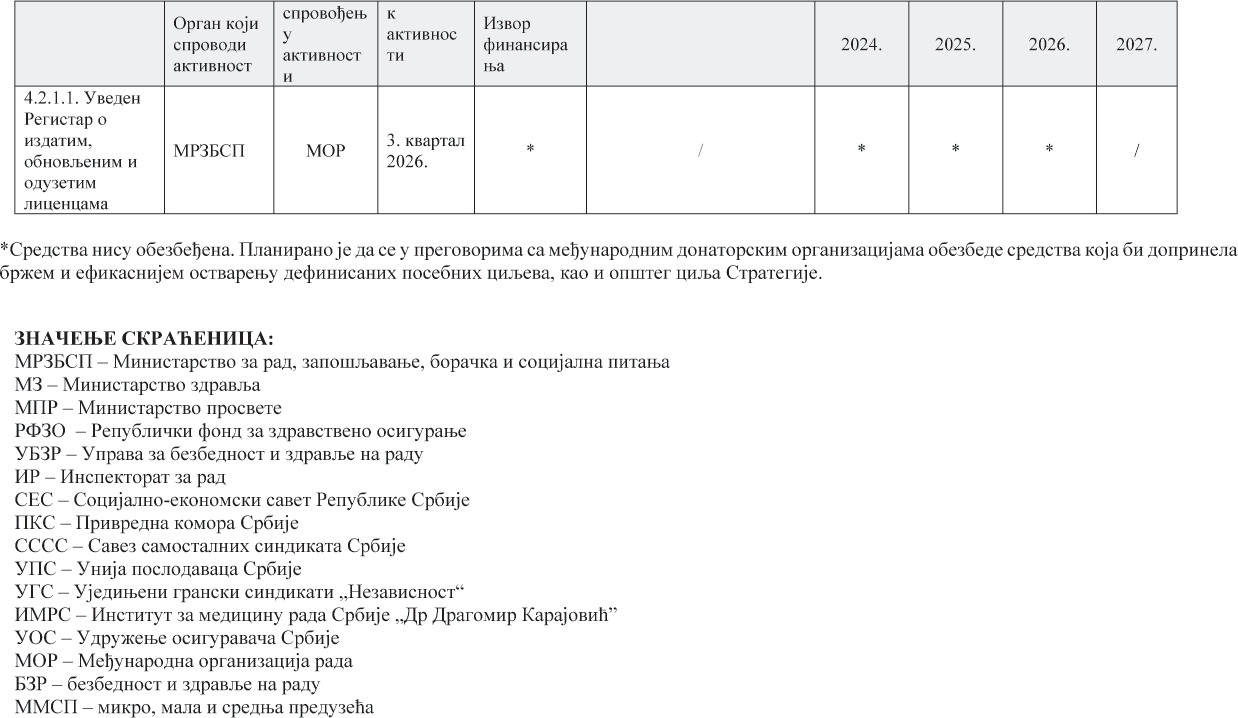 Орган који
спроводи
активност
спровођењ
у
активност
и
к
активнос
ти
Извор
финансира
ња
2024.
2025.
2026.
2027.
4.2.1.1. Уведен
Регистар о
издатим,
обновљеним и
одузетим
лиценцама
МРЗБСП
МОР
3. квартал
2026.
*
/
*
*
*
/
*Средства нису обезбеђена. Планирано је да се у преговорима са међународним донаторским организацијама обезбеде средства која би допринела
бржем и ефикаснијем остварењу дефинисаних посебних циљева, као и општег циља Стратегије.
ЗНАЧЕЊЕ СКРАЋЕНИЦА:
МРЗБСП – Министарство за рад, запошљавање, борачка и социјална питања
МЗ – Министарство здравља
МПР – Министарство просвете
РФЗО – Републички фонд за здравствено осигурање
УБЗР – Управа за безбедност и здравље на раду
ИР – Инспекторат за рад
СЕС – Социјално-економски савет Републике Србије
ПКС – Привредна комора Србије
СССС – Савез самосталних синдиката Србије
УПС – Унија послодаваца Србије
УГС – Уједињени грански синдикати „Независност“
ИМРС – Институт за медицину рада Србије „Др Драгомир Карајовић”
УОС – Удружење осигуравача Србије
МОР – Међународна организација рада
БЗР – безбедност и здравље на раду
ММСП – микро, мала и средња предузећа